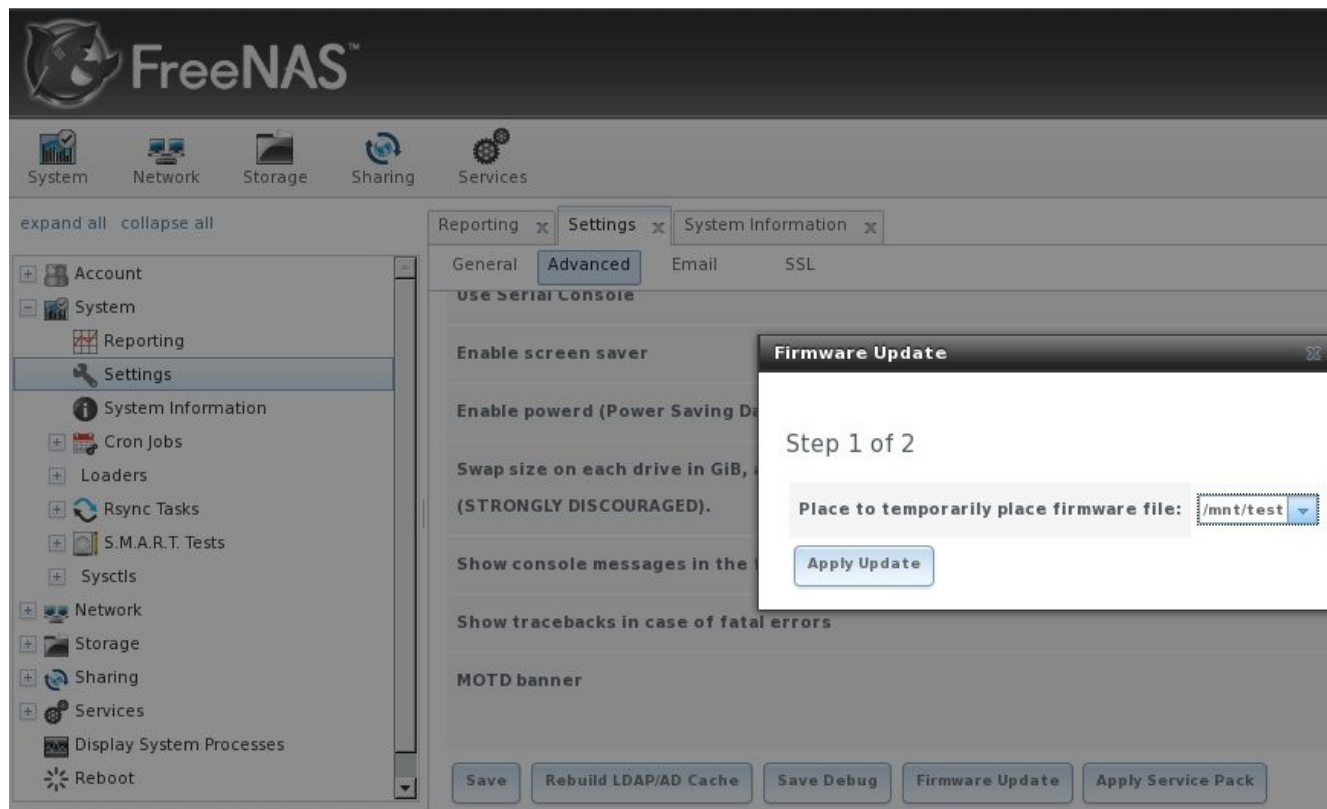 FreeNAS™
System Network Storage Sharing Services
expand all collapse all
Account
System
Reporting
Settings
System Information
Cron Jobs
Loaders
Rsync Tasks
S.M.A.R.T. Tests
Sysctls
Network
Storage
Sharing
Services
Display System Processes
Reboot
Reporting x Settings x System Information x
General Advanced Email SSL
Use Serial Console
Enable screen saver
Enable powerd (Power Saving Da
Swap size on each drive in GiB,
(STRONGLY DISCOURAGED).
Show console messages in the
Show tracebacks in case of fatal errors
MOTD banner
Save Rebuild LDAP/AD Cache Save Debug Firmware Update Apply Service Pack
Firmware Update
Step 1 of 2
Place to temporarily place firmware file: /mnt/test
Apply Update